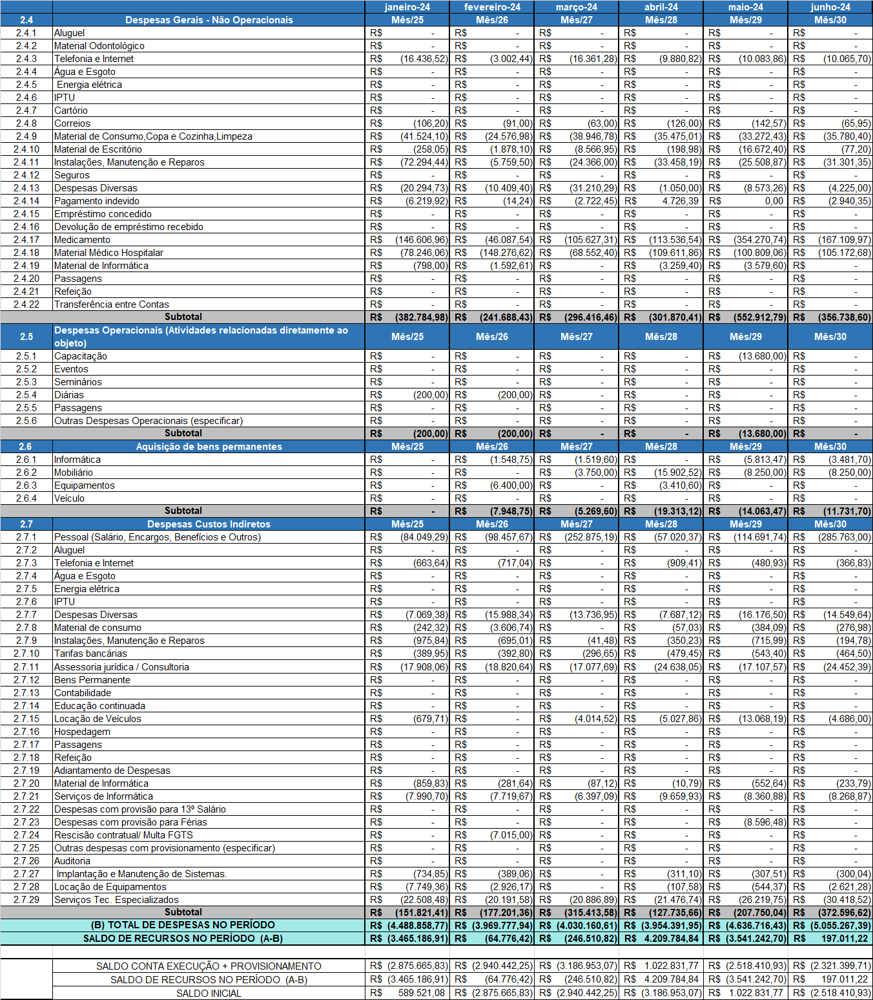 janeiro-24 fevereiro-24 março-24 abril-24 maio-24 junho-24
2.4 Despesas Gerais - Não Operacionais Mês/25 Mês/26 Mês/27 Mês/28 Mês/29 Mês/30
2.4.1 Aluguel R$ - R$ - R$ - R$ - R$ - R$ -
2.4.2 Material Odontológico R$ - R$ - R$ - R$ - R$ - R$ -
2.4.3 Telefonia e Internet R$ (16.436,52) R$ (3.002,44) R$ (16.361,28) R$ (9.880,82) R$ (10.083,86) R$ (10.065,70)
2.4.4 Água e Esgoto R$ - R$ - R$ - R$ - R$ - R$ -
2.4.5 Energia elétrica R$ - R$ - R$ - R$ - R$ - R$ -
2.4.6 IPTU R$ - R$ - R$ - R$ - R$ - R$ -
2.4.7 Cartório R$ - R$ - R$ - R$ - R$ - R$ -
2.4.8 Correios R$ (106,20) R$ (91,00) R$ (63,00) R$ (126,00) R$ (142,57) R$ (65,95)
2.4.9 Material de Consumo,Copa e Cozinha,Limpeza R$ (41.524,10) R$ (24.576,98) R$ (38.946,78) R$ (35.475,01) R$ (33.272,43) R$ (35.780,40)
2.4.10 Material de Escritório R$ (258,05) R$ (1.878,10) R$ (8.566,95) R$ (198,98) R$ (16.672,40) R$ (77,20)
2.4.11 Instalações, Manutenção e Reparos R$ (72.294,44) R$ (5.759,50) R$ (24.366,00) R$ (33.458,19) R$ (25.508,87) R$ (31.301,35)
2.4.12 Seguros R$ - R$ - R$ - R$ - R$ - R$ -
2.4.13 Despesas Diversas R$ (20.294,73) R$ (10.409,40) R$ (31.210,29) R$ (1.050,00) R$ (8.573,26) R$ (4.225,00)
2.4.14 Pagamento indevido R$ (6.219,92) R$ (14,24) R$ (2.722,45) R$ 4.726,39 R$ 0,00 R$ (2.940,35)
2.4.15 Empréstimo concedido R$ - R$ - R$ - R$ - R$ - R$ -
2.4.16 Devolução de empréstimo recebido R$ - R$ - R$ - R$ - R$ - R$ -
2.4.17 Medicamento R$ (146.606,96) R$ (46.087,54) R$ (105.627,31) R$ (113.536,54) R$ (354.270,74) R$ (167.109,97)
2.4.18 Material Médico Hospitalar R$ (78.246,06) R$ (148.276,62) R$ (68.552,40) R$ (109.611,86) R$ (100.809,06) R$ (105.172,68)
2.4.19 Material de Informática R$ (798,00) R$ (1.592,61) R$ - R$ (3.259,40) R$ (3.579,60) R$ -
2.4.20 Passagens R$ - R$ - R$ - R$ - R$ - R$ -
2.4.21 Refeição R$ - R$ - R$ - R$ - R$ - R$ -
2.4.22 Transferência entre Contas R$ - R$ - R$ - R$ - R$ - R$ -
Subtotal R$ (382.784,98) R$ (241.688,43) R$ (296.416,46) R$ (301.870,41) R$ (552.912,79) R$ (356.738,60)
2.5 Despesas Operacionais (Atividades relacionadas diretamente ao
objeto) Mês/25 Mês/26 Mês/27 Mês/28 Mês/29 Mês/30
2.5.1 Capacitação R$ - R$ - R$ - R$ - R$ (13.680,00) R$ -
2.5.2 Eventos R$ - R$ - R$ - R$ - R$ - R$ -
2.5.3 Seminários R$ - R$ - R$ - R$ - R$ - R$ -
2.5.4 Diárias R$ (200,00) R$ (200,00) R$ - R$ - R$ - R$ -
2.5.5 Passagens R$ - R$ - R$ - R$ - R$ - R$ -
2.5.6 Outras Despesas Operacionais (especificar) R$ - R$ - R$ - R$ - R$ - R$ -
Subtotal R$ (200,00) R$ (200,00) R$ - R$ - R$ (13.680,00) R$ -
2.6 Aquisição de bens permanentes Mês/25 Mês/26 Mês/27 Mês/28 Mês/29 Mês/30
2.6.1 Informática R$ - R$ (1.548,75) R$ (1.519,60) R$ - R$ (5.813,47) R$ (3.481,70)
2.6.2 Mobiliário R$ - R$ - R$ (3.750,00) R$ (15.902,52) R$ (8.250,00) R$ (8.250,00)
2.6.3 Equipamentos R$ - R$ (6.400,00) R$ - R$ (3.410,60) R$ - R$ -
2.6.4 Veículo R$ - R$ - R$ - R$ - R$ - R$ -
Subtotal R$ - R$ (7.948,75) R$ (5.269,60) R$ (19.313,12) R$ (14.063,47) R$ (11.731,70)
2.7 Despesas Custos Indiretos Mês/25 Mês/26 Mês/27 Mês/28 Mês/29 Mês/30
2.7.1 Pessoal (Salário, Encargos, Benefícios e Outros) R$ (84.049,29) R$ (98.457,67) R$ (252.875,19) R$ (57.020,37) R$ (114.691,74) R$ (285.763,00)
2.7.2 Aluguel R$ - R$ - R$ - R$ - R$ - R$ -
2.7.3 Telefonia e Internet R$ (663,64) R$ (717,04) R$ - R$ (909,41) R$ (480,93) R$ (366,83)
2.7.4 Água e Esgoto R$ - R$ - R$ - R$ - R$ - R$ -
2.7.5 Energia elétrica R$ - R$ - R$ - R$ - R$ - R$ -
2.7.6 IPTU R$ - R$ - R$ - R$ - R$ - R$ -
2.7.7 Despesas Diversas R$ (7.069,38) R$ (15.988,34) R$ (13.736,95) R$ (7.687,12) R$ (16.176,50) R$ (14.549,64)
2.7.8 Material de consumo R$ (242,32) R$ (3.606,74) R$ - R$ (57,03) R$ (384,09) R$ (276,98)
2.7.9 Instalações, Manutenção e Reparos R$ (975,84) R$ (695,01) R$ (41,48) R$ (350,23) R$ (715,99) R$ (194,78)
2.7.10 Tarifas bancárias R$ (389,95) R$ (392,80) R$ (296,65) R$ (479,45) R$ (543,40) R$ (464,50)
2.7.11 Assessoria jurídica / Consultoria R$ (17.908,06) R$ (18.820,64) R$ (17.077,69) R$ (24.638,05) R$ (17.107,57) R$ (24.452,39)
2.7.12 Bens Permanente R$ - R$ - R$ - R$ - R$ - R$ -
2.7.13 Contabilidade R$ - R$ - R$ - R$ - R$ - R$ -
2.7.14 Educação continuada R$ - R$ - R$ - R$ - R$ - R$ -
2.7.15 Locação de Veículos R$ (679,71) R$ - R$ (4.014,52) R$ (5.027,86) R$ (13.068,19) R$ (4.686,00)
2.7.16 Hospedagem R$ - R$ - R$ - R$ - R$ - R$ -
2.7.17 Passagens R$ - R$ - R$ - R$ - R$ - R$ -
2.7.18 Refeição R$ - R$ - R$ - R$ - R$ - R$ -
2.7.19 Adiantamento de Despesas R$ - R$ - R$ - R$ - R$ - R$ -
2.7.20 Material de Informática R$ (859,83) R$ (281,64) R$ (87,12) R$ (10,79) R$ (552,64) R$ (233,79)
2.7.21 Serviços de Informática R$ (7.990,70) R$ (7.719,67) R$ (6.397,09) R$ (9.659,93) R$ (8.360,88) R$ (8.268,87)
2.7.22 Despesas com provisão para 13º Salário R$ - R$ - R$ - R$ - R$ - R$ -
2.7.23 Despesas com provisão para Férias R$ - R$ - R$ - R$ - R$ (8.596,48) R$ -
2.7.24 Rescisão contratual/ Multa FGTS R$ - R$ (7.015,00) R$ - R$ - R$ - R$ -
2.7.25 Outras despesas com provisionamento (especificar) R$ - R$ - R$ - R$ - R$ - R$ -
2.7.26 Auditoria R$ - R$ - R$ - R$ - R$ - R$ -
2.7.27 Implantação e Manutenção de Sistemas. R$ (734,85) R$ (389,06) R$ - R$ (311,10) R$ (307,51) R$ (300,04)
2.7.28 Locação de Equipamentos R$ (7.749,36) R$ (2.926,17) R$ - R$ (107,58) R$ (544,37) R$ (2.621,28)
2.7.29 Serviços Tec. Especializados R$ (22.508,48) R$ (20.191,58) R$ (20.886,89) R$ (21.476,74) R$ (26.219,75) R$ (30.418,52)
Subtotal R$ (151.821,41) R$ (177.201,36) R$ (315.413,58) R$ (127.735,66) R$ (207.750,04) R$ (372.596,62)
(B) TOTAL DE DESPESAS NO PERÍODO R$ (4.488.858,77) R$ (3.969.777,94) R$ (4.030.160,61) R$ (3.954.391,95) R$ (4.636.716,43) R$ (5.055.267,39)
SALDO DE RECURSOS NO PERÍODO (A-B) R$ (3.465.186,91) R$ (64.776,42) R$ (246.510,82) R$ 4.209.784,84 R$ (3.541.242,70) R$ 197.011,22
SALDO CONTA EXECUÇÃO + PROVISIONAMENTO R$ (2.875.665,83) R$ (2.940.442,25) R$ (3.186.953,07) R$ 1.022.831,77 R$ (2.518.410,93) R$ (2.321.399,71)
SALDO DE RECURSOS NO PERÍODO (A-B) R$ (3.465.186,91) R$ (64.776,42) R$ (246.510,82) R$ 4.209.784,84 R$ (3.541.242,70) R$ 197.011,22
SALDO INICIAL R$ 589.521,08 R$ (2.875.665,83) R$ (2.940.442,25) R$ (3.186.953,07) R$ 1.022.831,77 R$ (2.518.410,93)